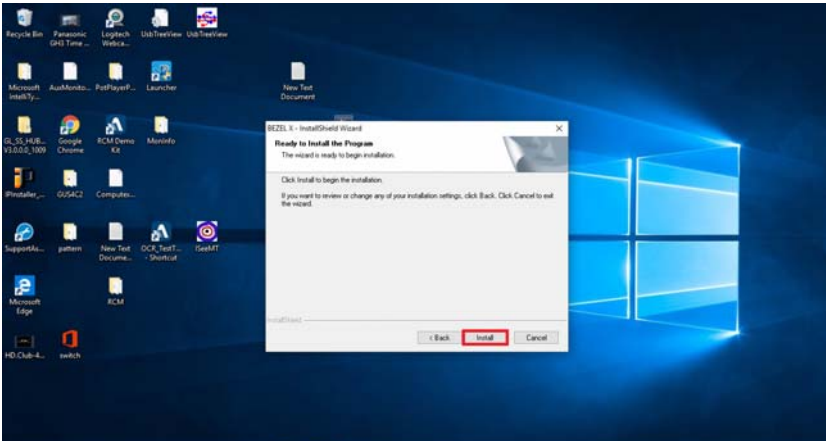 Recycle Bin
Panasonic
GH3 Time ...
Logitech
Webca...
UsbTreeView
UsbTreeView
Microsoft
IntelliTy...
AuxMonito...
PotPlayerP...
Launcher
New Text
Document
GL_SS_HUB...
V3.0.0.0_1009
Google
Chrome
RCM Demo
Kit
Moninfo
IPInstaller_...
GUS4C2
Computer...
SupportAs...
pattern
New Text
Docume...
OCR_TestT...
- Shortcut
ISeeMT
Microsoft
Edge
RCM
HD.Club-4...
switch
BEZEL X - InstallShield Wizard
Ready to Install the Program
The wizard is ready to begin installation.
Click Install to begin the installation.
If you want to review or change any of your installation settings, click Back. Click Cancel to exit
the wizard.
InstallShield
< Back
Install
Cancel